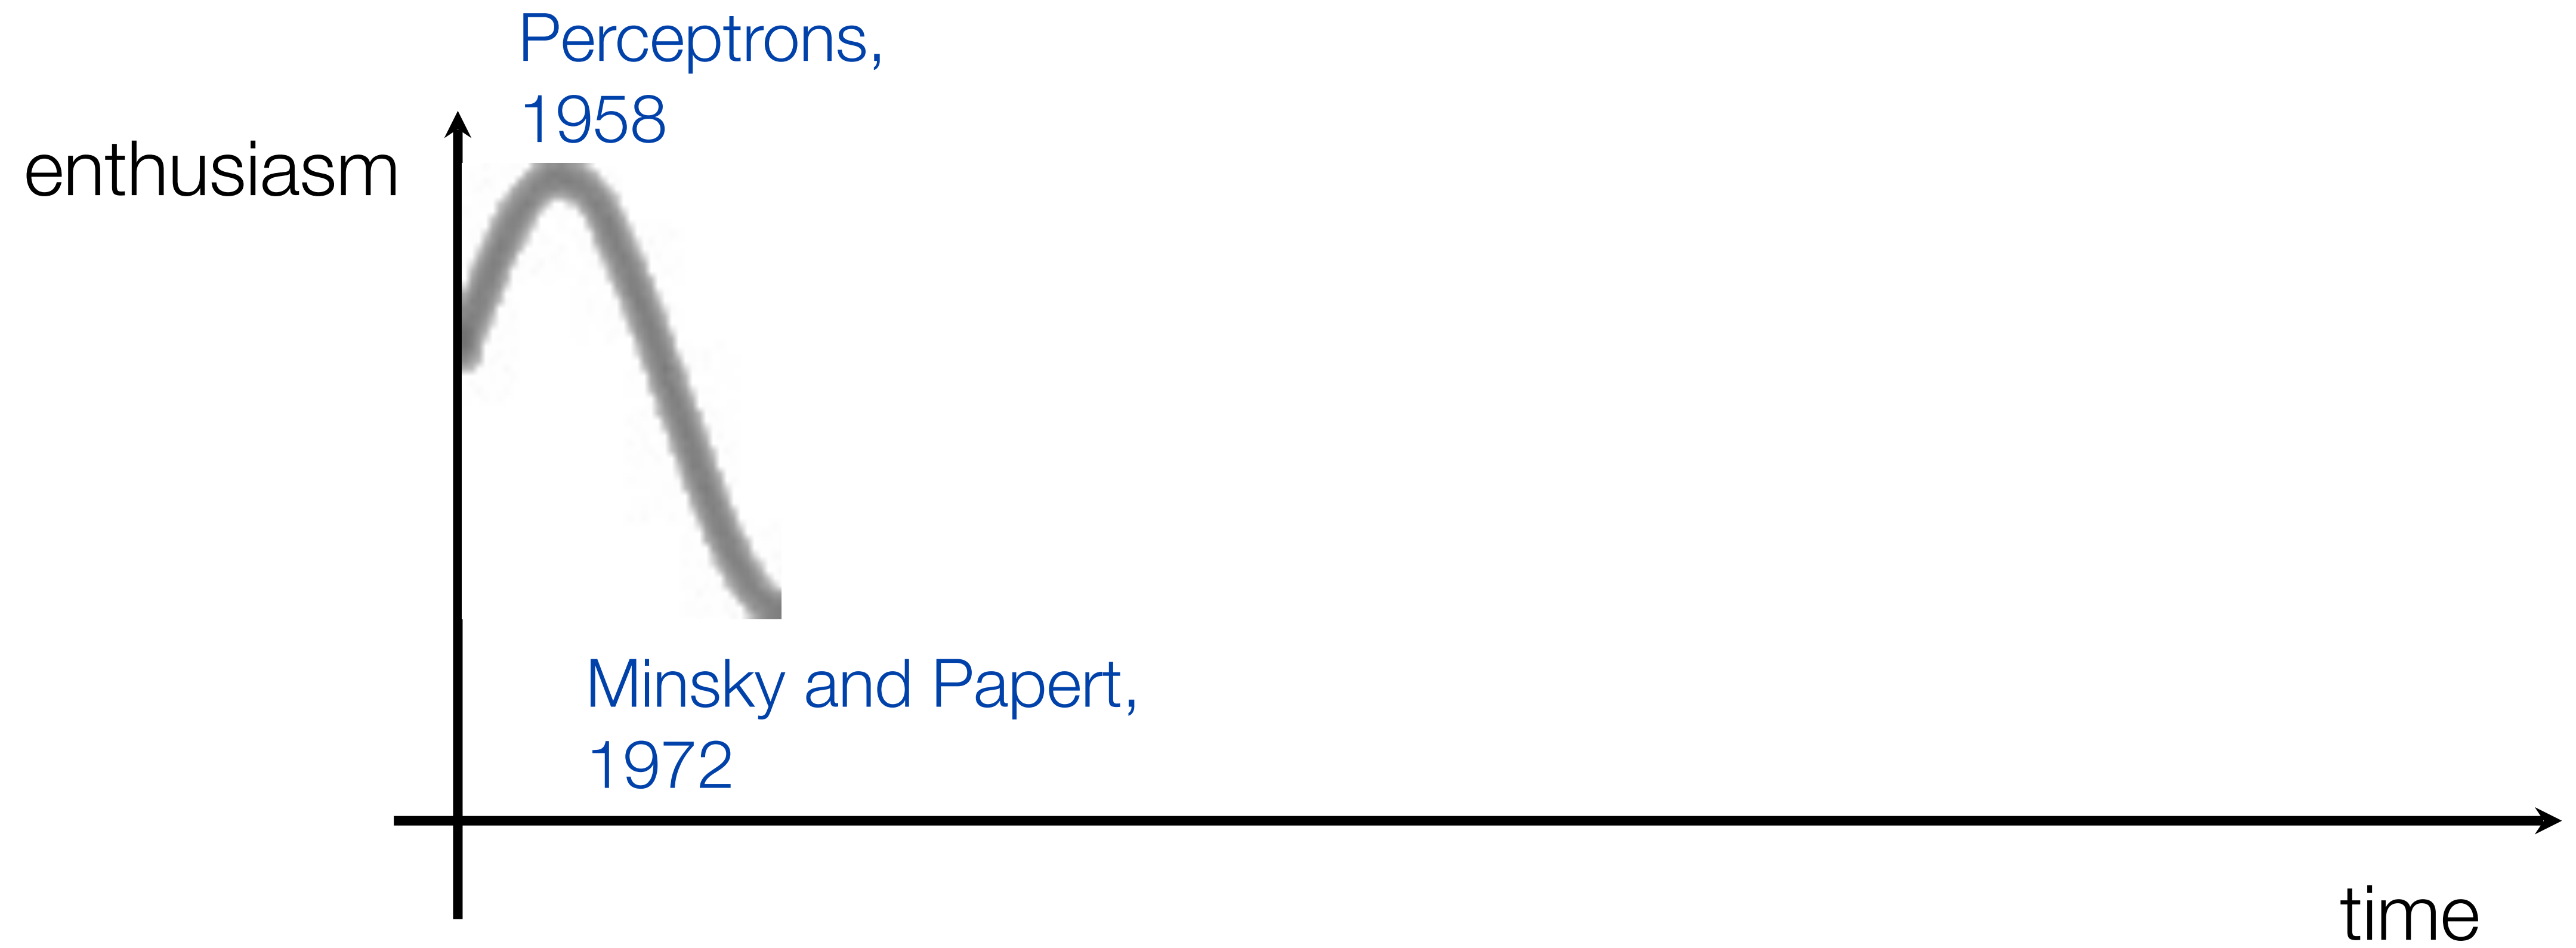 Perceptrons,
1958
enthusiasm
Minsky and Papert,
1972
time